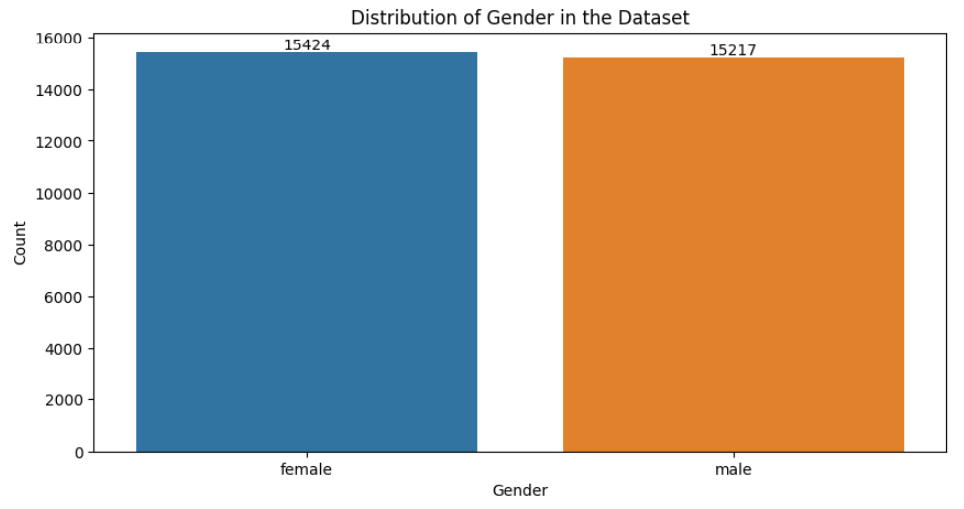 Distribution of Gender in the Dataset
15424
15217
16000
14000
12000
10000
8000
6000
4000
2000
0
Count
female
male
Gender